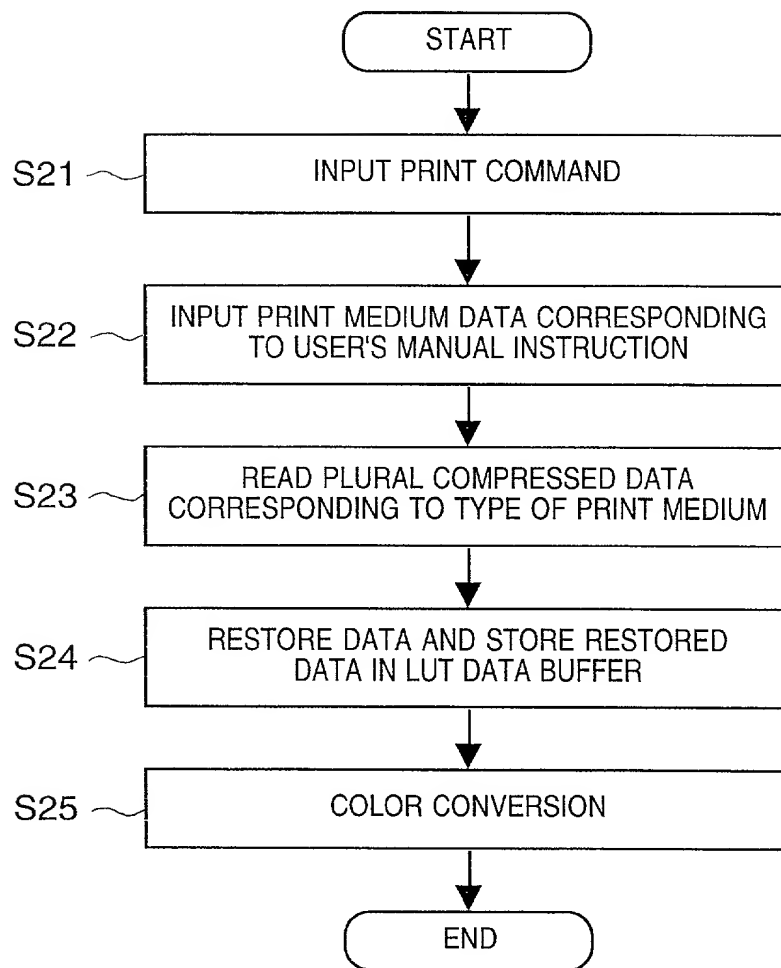 START
S21
INPUT PRINT COMMAND
S22
INPUT PRINT MEDIUM DATA CORRESPONDING
TO USER'S MANUAL INSTRUCTION
S23
READ PLURAL COMPRESSED DATA
CORRESPONDING TO TYPE OF PRINT MEDIUM
S24
RESTORE DATA AND STORE RESTORED
DATA IN LUT DATA BUFFER
S25
COLOR CONVERSION
END